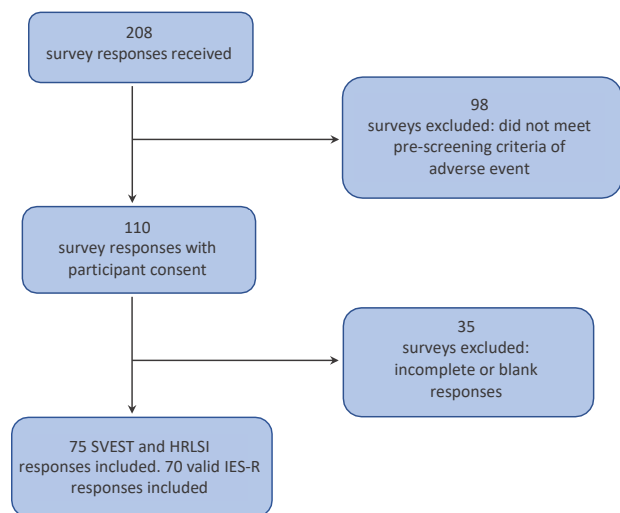 208
survey responses received
98
surveys excluded: did not meet
pre-screening criteria of
adverse event
110
survey responses with
participant consent
35
surveys excluded:
incomplete or blank
responses
75 SVEST and HRLSI
responses included. 70 valid IES-R
responses included